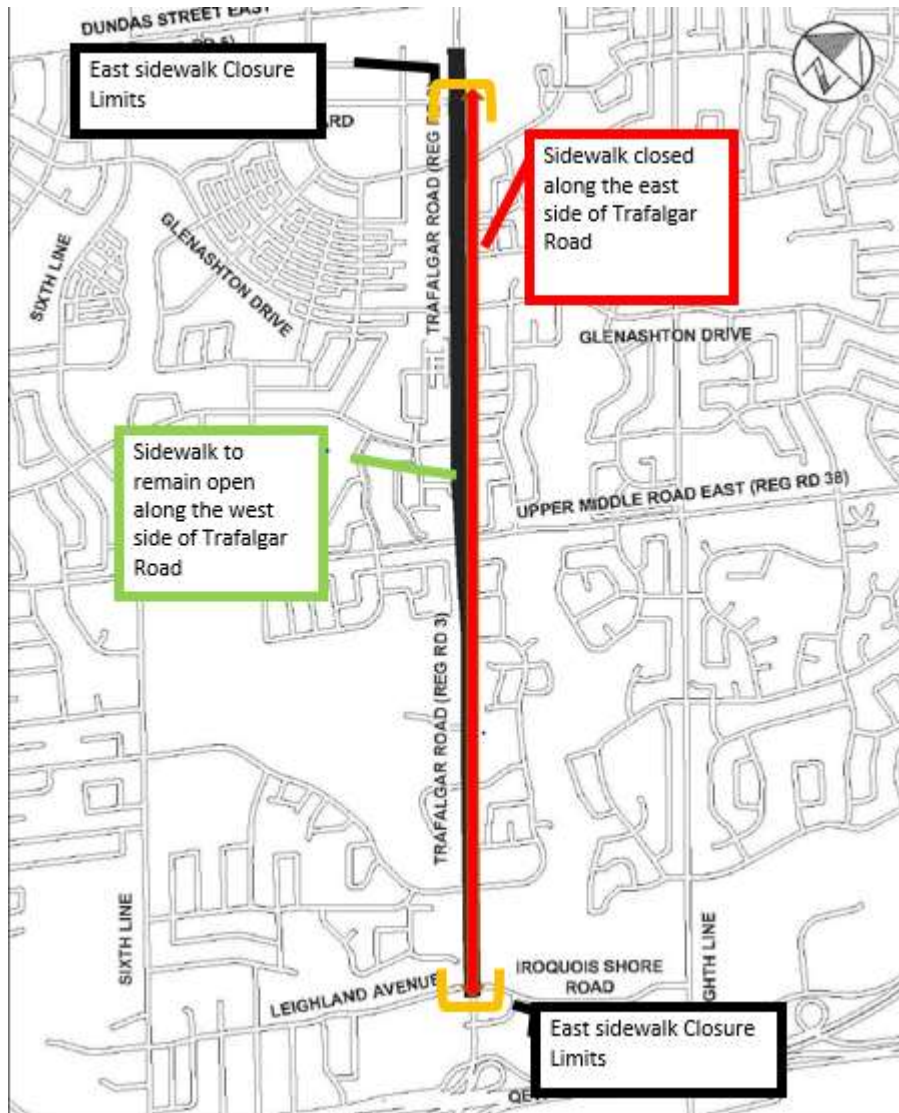 DUNDAS STREET EAST
East sidewalk Closure
Limits
ARD
TRAFALGAR ROAD (REG
Sidewalk closed
along the east
side of Trafalgar
Road
SIXTH LINE
GLENASHTON DRIVE
GLENASHTON DRIVE
Sidewalk to
remain open
along the west
side of Trafalgar
Road
UPPER MIDDLE ROAD EAST (REG RD 38)
TRAFALGAR ROAD (REG RD 3)
SIXTH LINE
GHTH LINE
LEIGHLAND AVENUE
IROQUOIS SHORE
ROAD
East sidewalk Closure
Limits